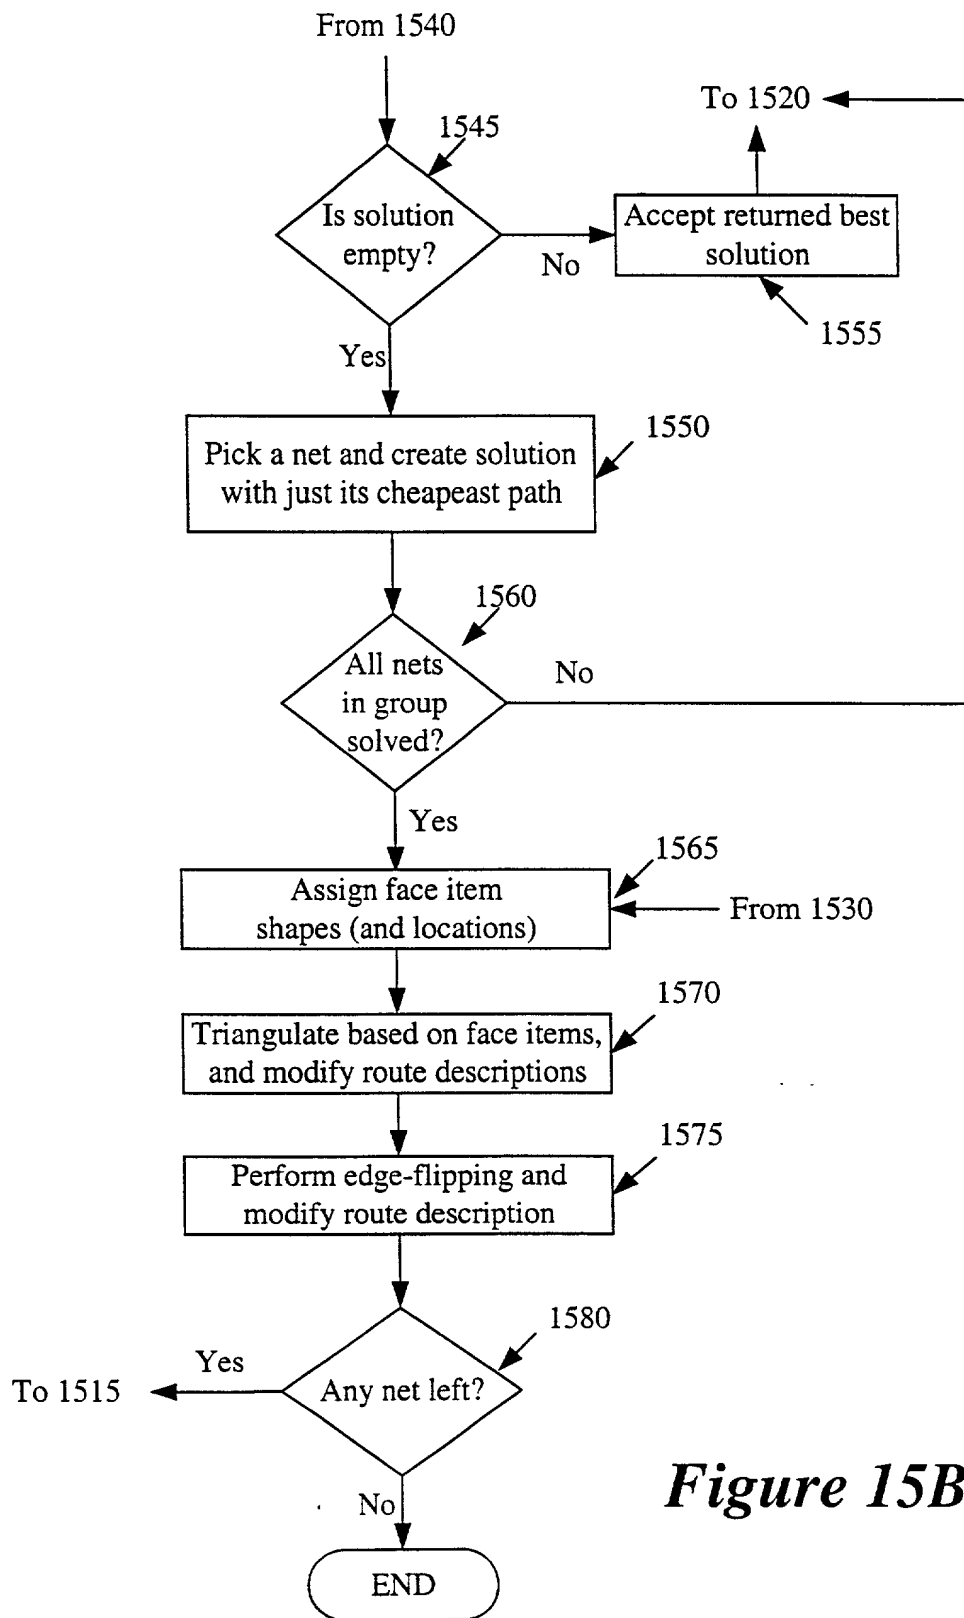 From 1540
To 1520
1545
Is solution
empty?
No
Accept returned best
solution
1555
Yes
1550
Pick a net and create solution
with just its cheapeast path
1560
All nets
in group
solved?
No
Yes
1565
Assign face item
shapes (and locations)
From 1530
1570
Triangulate based on face items,
and modify route descriptions
1575
Perform edge-flipping and
modify route description
1580
Yes
To 1515
Any net left?
No
END
Figure 15B